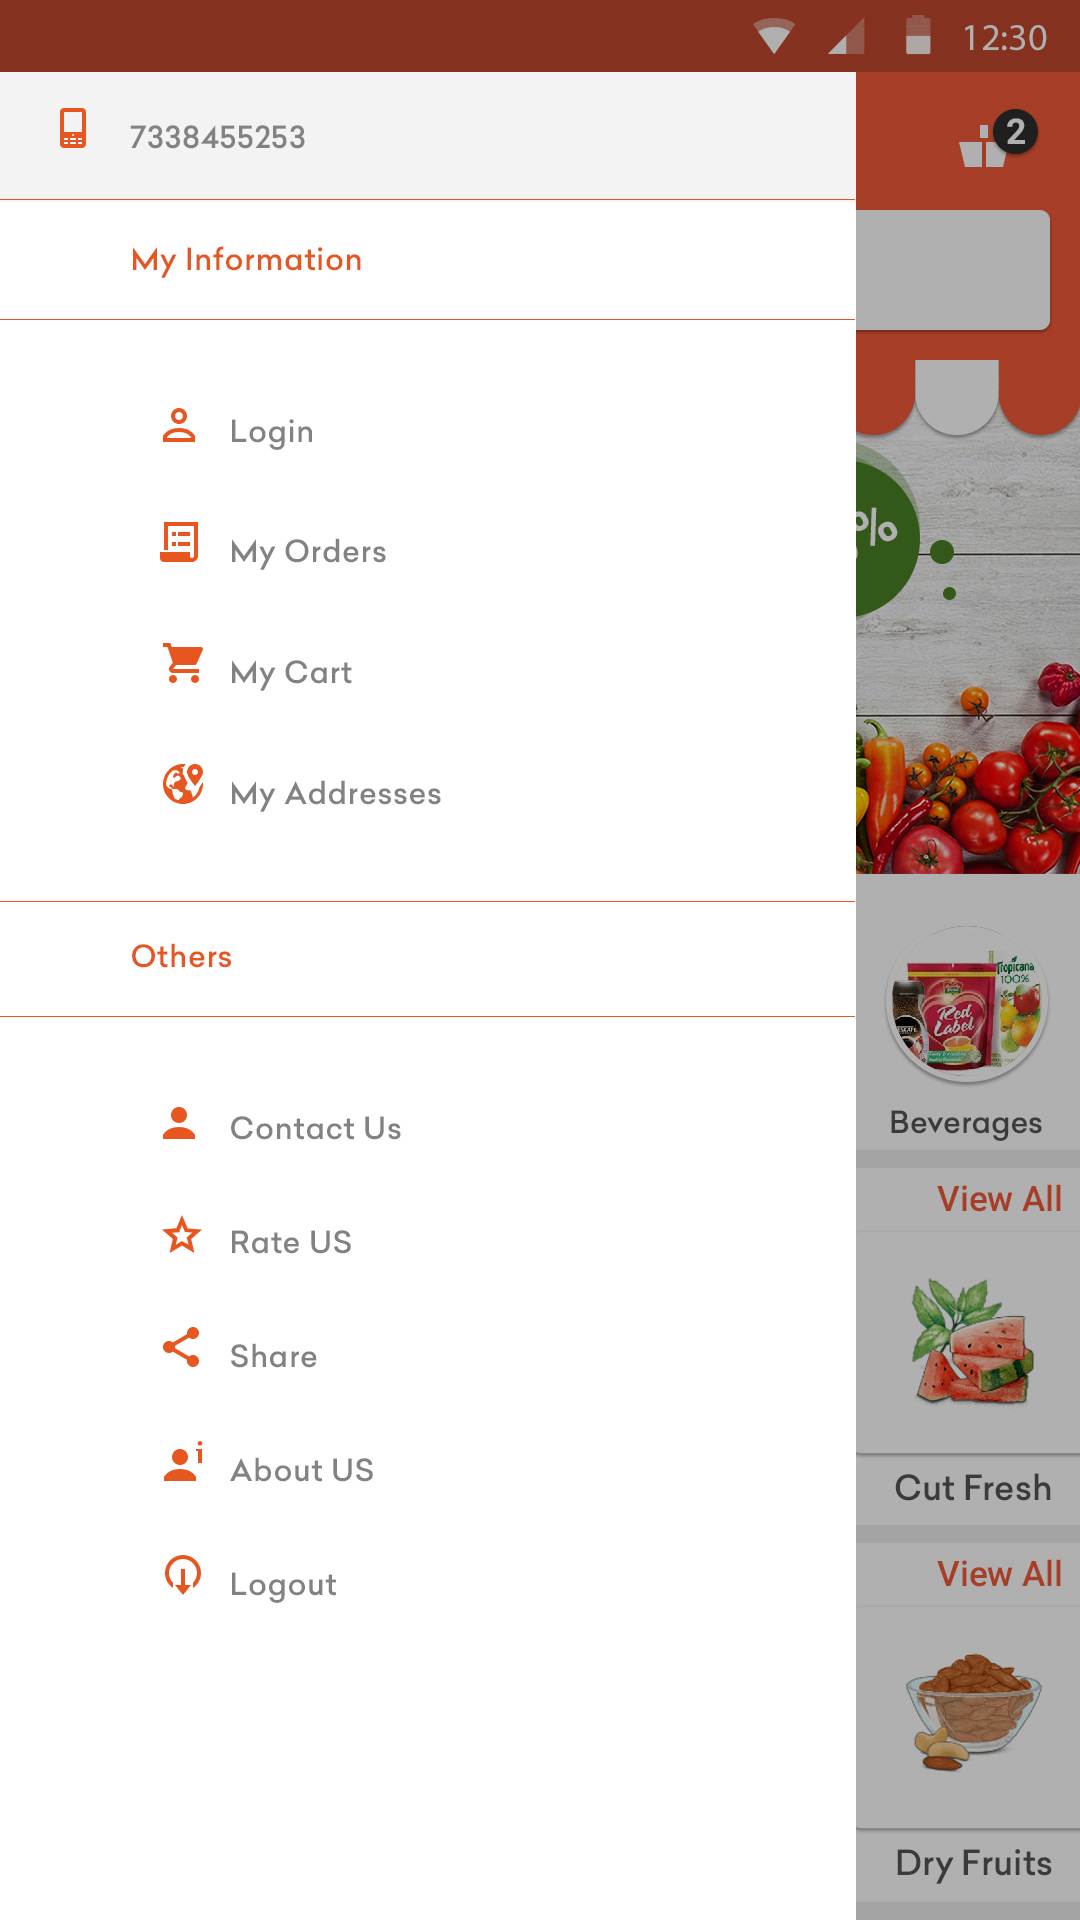 12:30
7338455253
2
My Information
Login
%
My Orders
My Cart
My Addresses
Others
Tropicana
100%
Red
Label
Contact Us
Beverages
View All
Rate US
Share
About US
Cut Fresh
Logout
View All
Dry Fruits